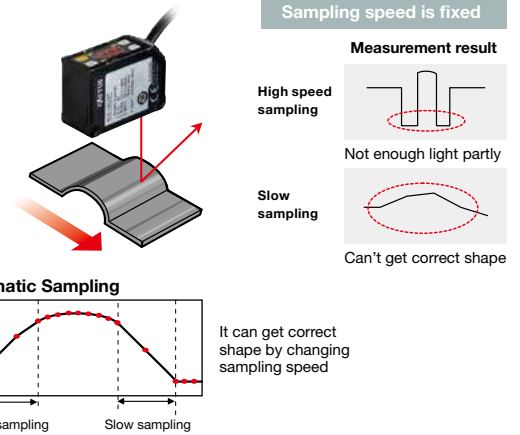 Sampling speed is fixed
Measurement result
High speed
sampling
Not enough light partly
Slow
sampling
Can't get correct shape
matic Sampling
It can get correct
shape by changing
sampling speed
sampling
Slow sampling